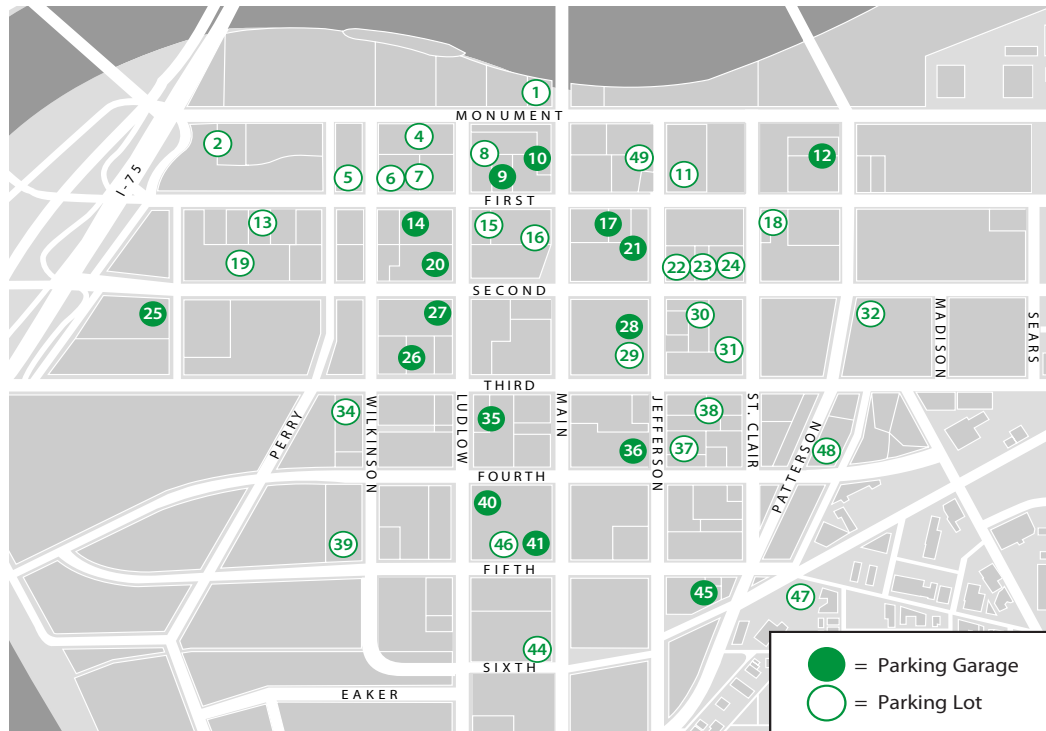 1
MONUMENT
2
4
8
10
49
12
5
6
7
9
11
I-75
FIRST
13
14
15
16
17
18
19
20
21
22
23
24
SECOND
25
27
28
30
32
MADISON
SEARS
26
29
31
THIRD
34
35
38
PERRY
WILKINSON
LUDLOW
MAIN
JEFFERSON
ST. CLAIR
PATTERSON
36
37
48
FOURTH
40
39
46
41
FIFTH
45
47
44
SIXTH
EAKER
= Parking Garage
= Parking Lot